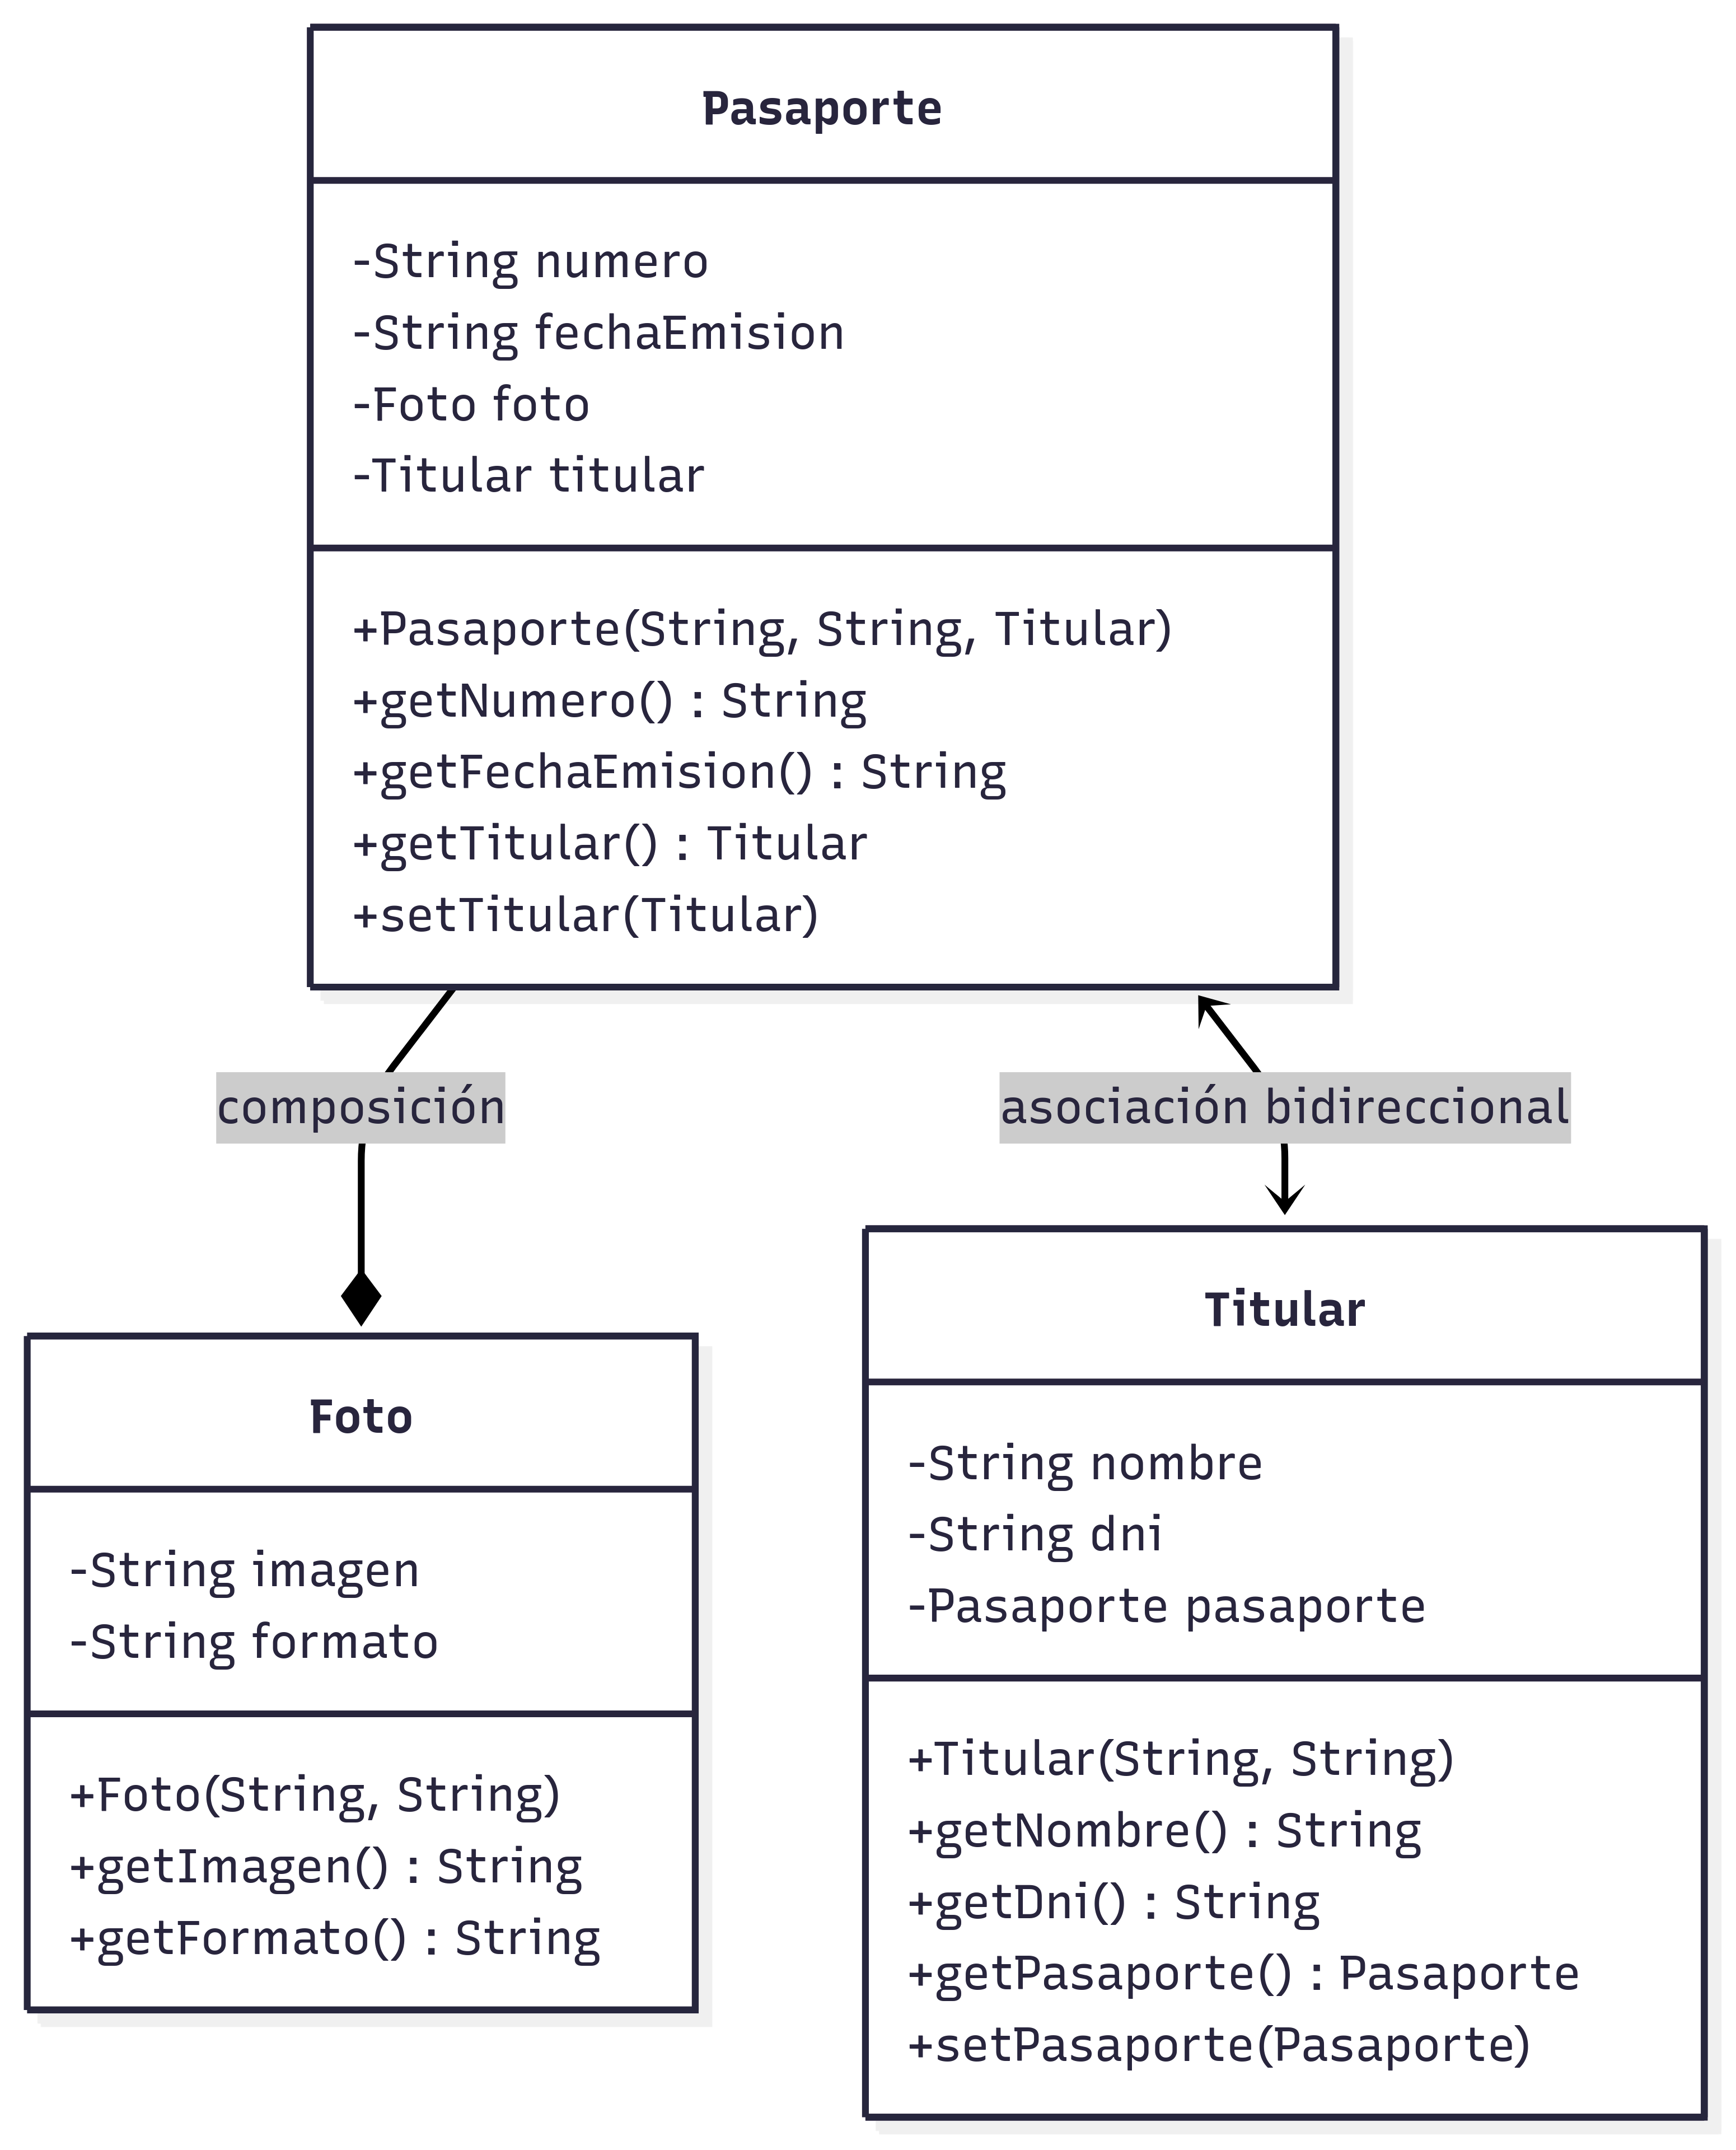 Pasaporte
-String numero
-String fechaEmision
-Foto foto
-Titular titular
+Pasaporte(String, String, Titular)
+getNumero() : String
+getFechaEmision() : String
+getTitular() : Titular
+setTitular(Titular)
composición
asociación bidireccional
Foto
-String imagen
-String formato
+Foto(String, String)
+getImagen() : String
+getFormato() : String
Titular
-String nombre
-String dni
-Pasaporte pasaporte
+Titular(String, String)
+getNombre() : String
+getDni() : String
+getPasaporte() : Pasaporte
+setPasaporte(Pasaporte)